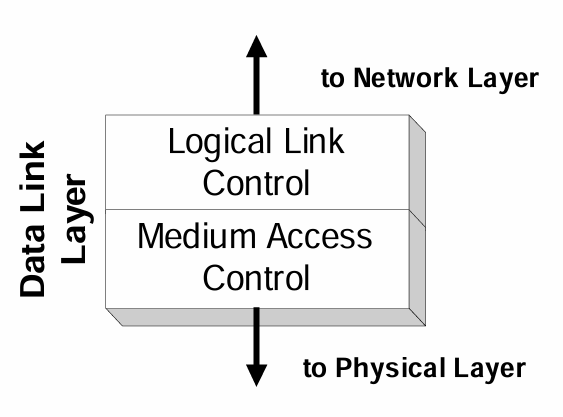 to Network Layer
Data Link
Layer
Logical Link
Control
Medium Access
Control
to Physical Layer